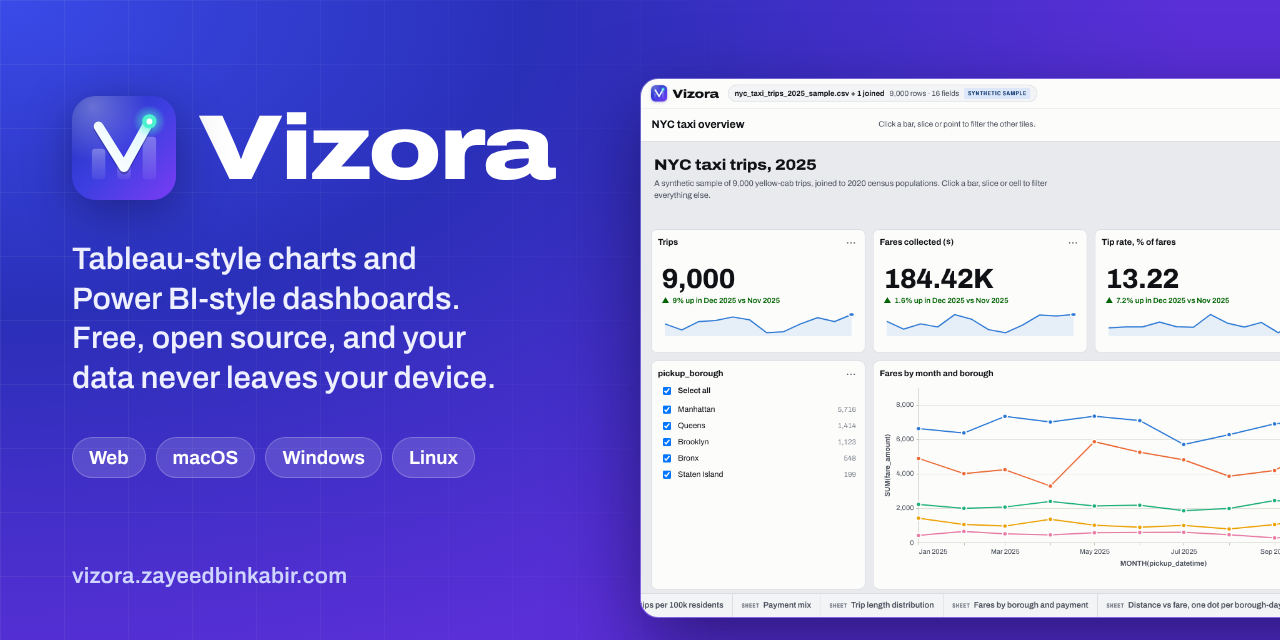 Vizora
Tableau-style charts and
Power BI-style dashboards.
Free, open source, and your
data never leaves your device.
Web
macOS
Windows
Linux
vizora.zayeedbinkabir.com
Vizora
nyc_taxi_trips_2025_sample.csv + 1 joined 9,000 rows · 16 fields SYNTHETIC SAMPLE
NYC taxi overview
Click a bar, slice or point to filter the other tiles.
NYC taxi trips, 2025
A synthetic sample of 9,000 yellow-cab trips, joined to 2020 census populations. Click a bar, slice or cell to filter
everything else.
Trips
9,000
▲ 9% up in Dec 2025 vs Nov 2025
Fares collected ($)
184.42K
▲ 1.6% up in Dec 2025 vs Nov 2025
Tip rate, % of fares
13.22
▲ 7.2% up in Dec 2025 vs Nov 2025
pickup_borough
Select all
Manhattan 5,716
Queens 1,414
Brooklyn 1,123
Bronx 548
Staten Island 199
Fares by month and borough
SUM(fare_amount)
8,000
6,000
4,000
2,000
0
Jan 2025 Mar 2025 May 2025 Jul 2025 Sep
MONTH(pickup_datetime)
per 100k residents
SHEET Payment mix
SHEET Trip length distribution
SHEET Fares by borough and payment
SHEET Distance vs fare, one dot per